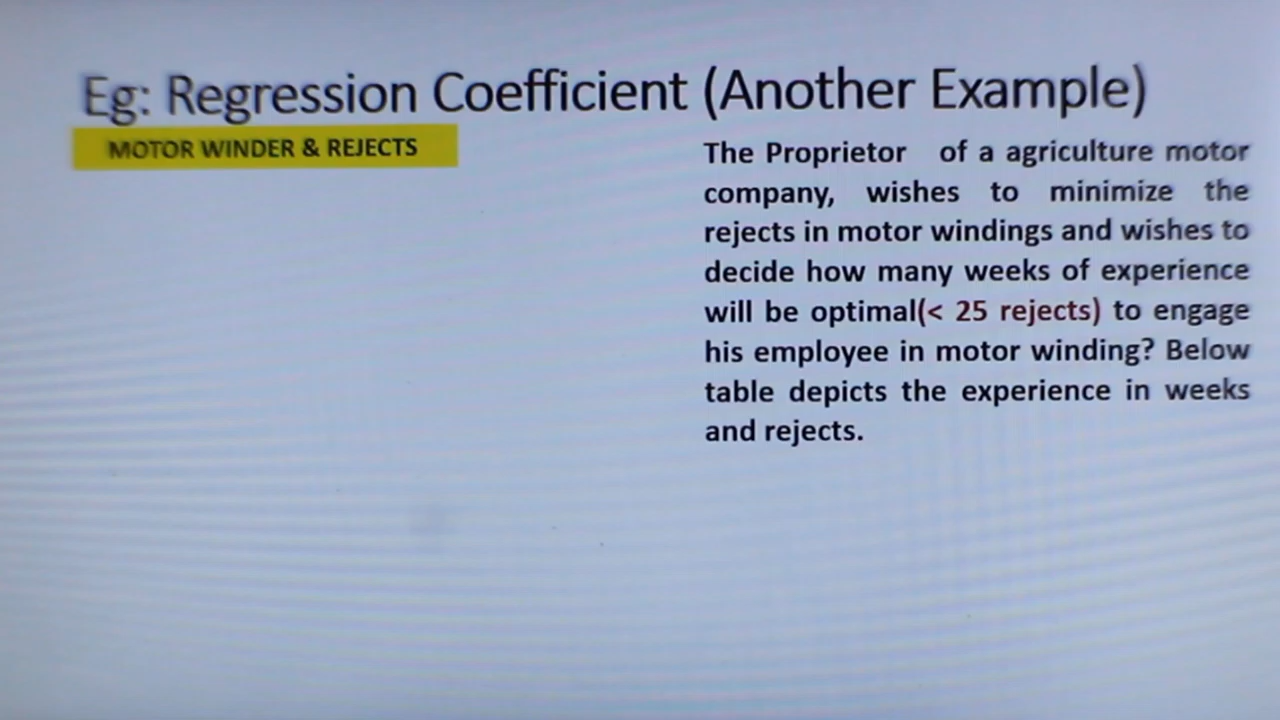 Eg: Regression Coefficient (Another Example)
MOTOR WINDER & REJECTS
The Proprietor of a agriculture motor
company, wishes to minimize the
rejects in motor windings and wishes to
decide how many weeks of experience
will be optimal(< 25 rejects) to engage
his employee in motor winding? Below
table depicts the experience in weeks
and rejects.